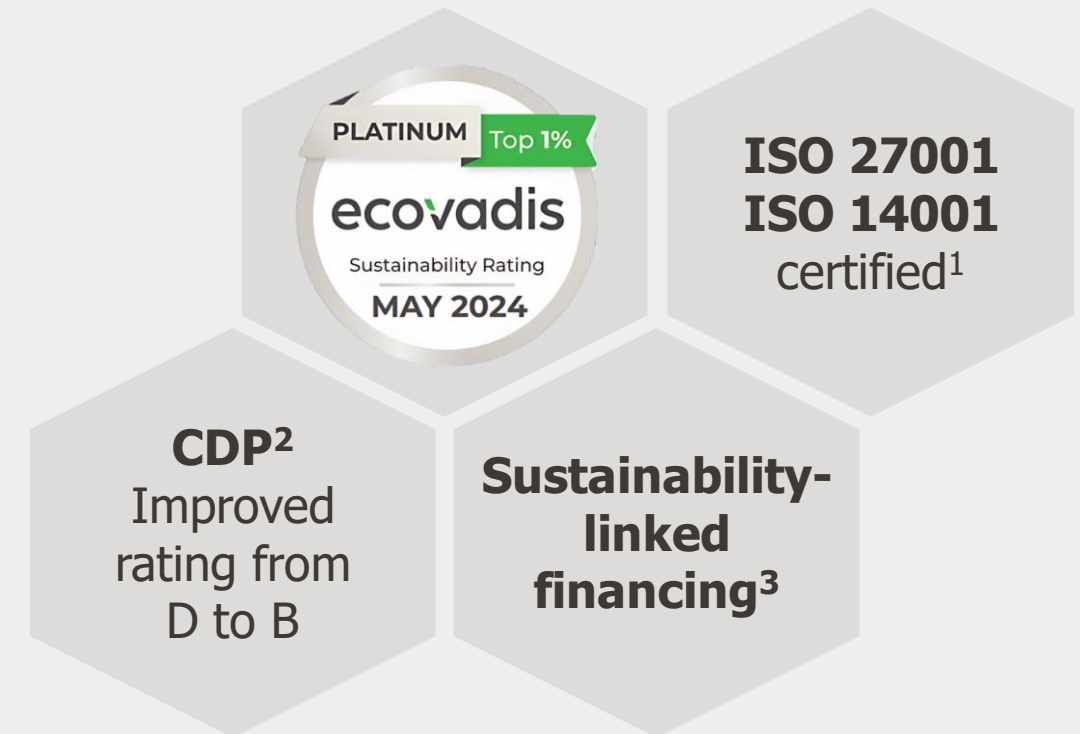 PLATINUM
Top 1%
ecovadis
Sustainability Rating
MAY 2024
ISO 27001
ISO 14001
certified¹
CDP²
Improved
rating from
D to B
Sustainability-
linked
financing³